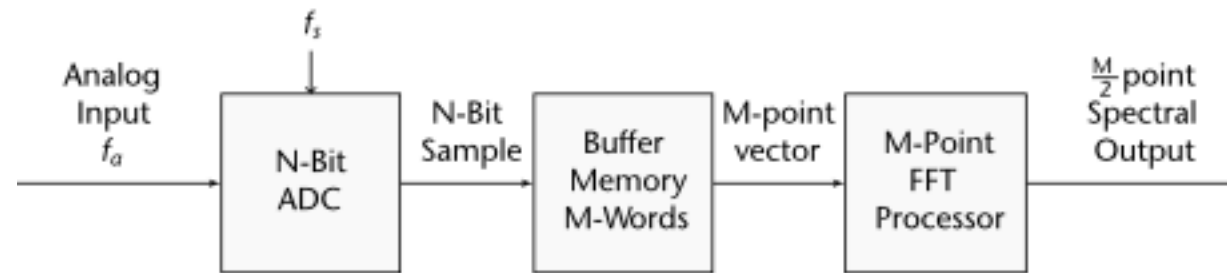 f_s
Analog
Input
f_a
N-Bit
ADC
N-Bit
Sample
Buffer
Memory
M-Words
M-point
vector
M-Point
FFT
Processor
M/2 point
Spectral
Output